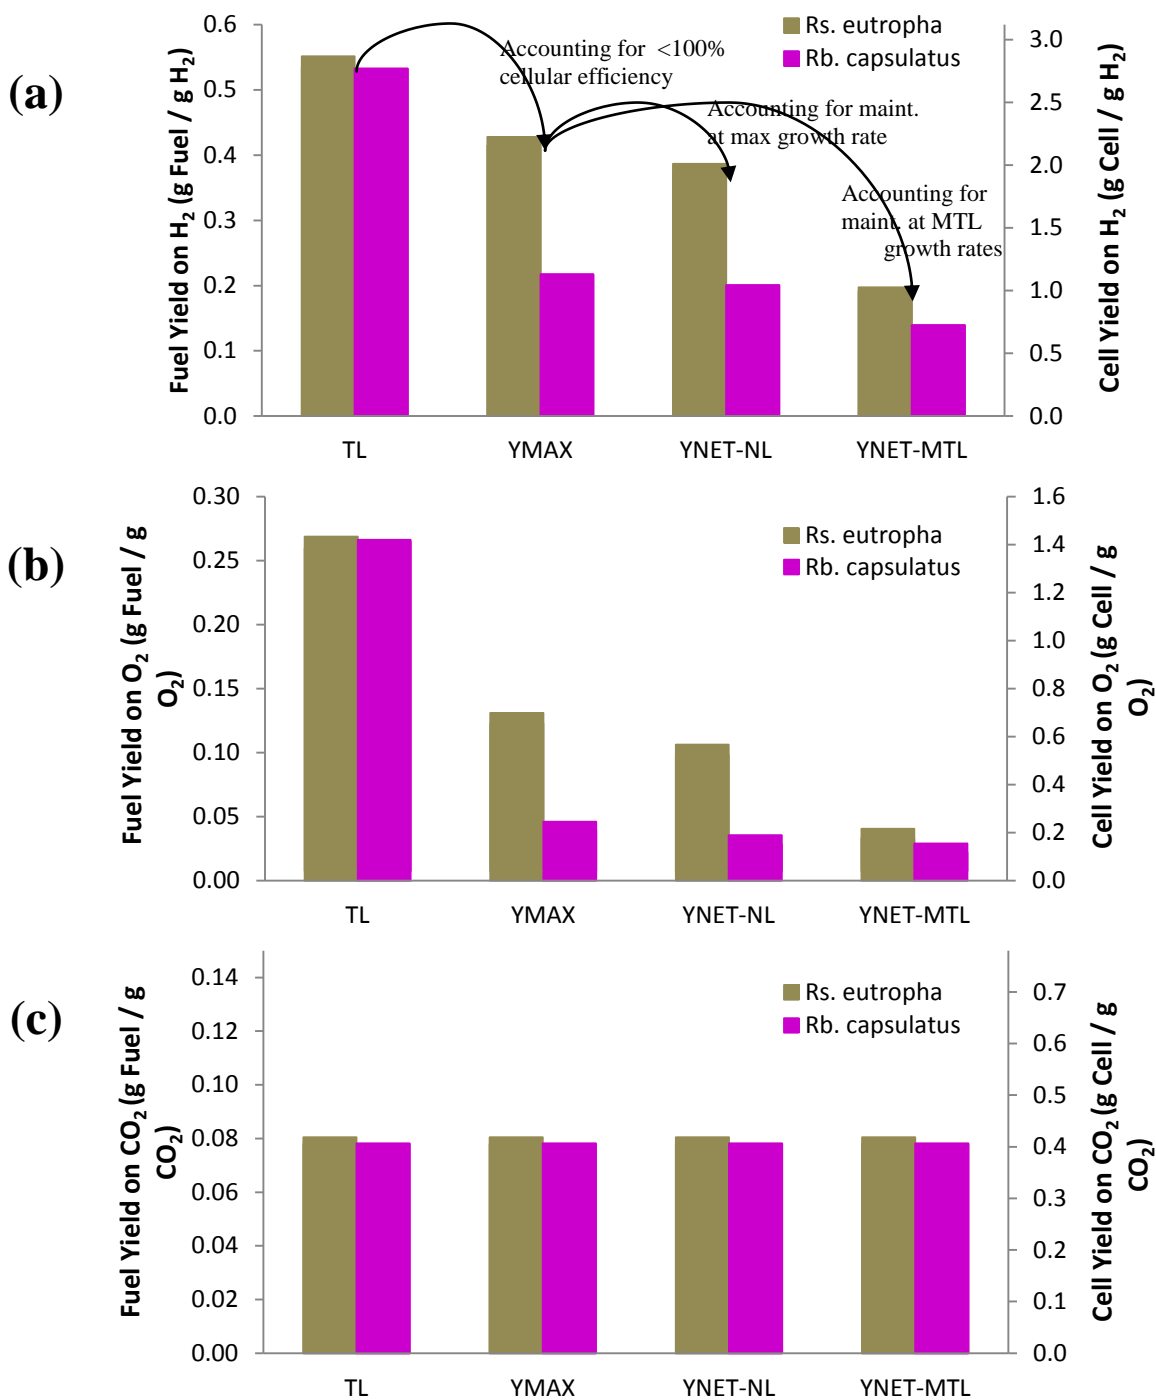 (a)
Fuel Yield on H₂ (g Fuel / g H₂)
0.6
0.5
0.4
0.3
0.2
0.1
0.0
Rs. eutropha
Rb. capsulatus
Accounting for <100%
cellular efficiency
Accounting for maint.
at max growth rate
Accounting for
maint. at MTL
growth rates
3.0
2.5
2.0
1.5
1.0
0.5
0.0
Cell Yield on H₂ (g Cell / g H₂)
TL YMAX YNET-NL YNET-MTL
(b)
Fuel Yield on O₂ (g Fuel / g
O₂)
0.30
0.25
0.20
0.15
0.10
0.05
0.00
Rs. eutropha
Rb. capsulatus
1.6
1.4
1.2
1.0
0.8
0.6
0.4
0.2
0.0
Cell Yield on O₂ (g Cell / g
O₂)
TL YMAX YNET-NL YNET-MTL
(c)
Fuel Yield on CO₂ (g Fuel / g
CO₂)
0.14
0.12
0.10
0.08
0.06
0.04
0.02
0.00
Rs. eutropha
Rb. capsulatus
0.7
0.6
0.5
0.4
0.3
0.2
0.1
0.0
Cell Yield on CO₂ (g Cell / g
CO₂)
TL YMAX YNET-NL YNET-MTL